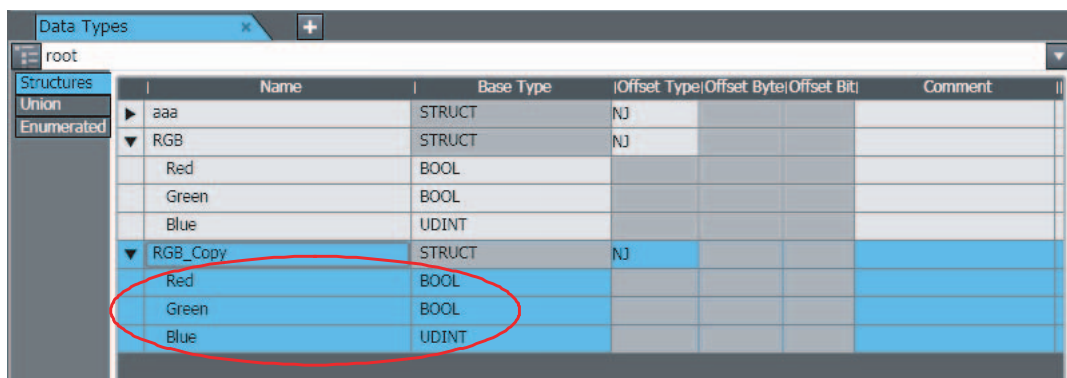 Data Types × +
root
Structures
Union
Enumerated
Name Base Type Offset Type Offset Byte Offset Bit Comment
aaa STRUCT NJ
RGB STRUCT NJ
Red BOOL
Green BOOL
Blue UDINT
RGB_Copy STRUCT NJ
Red BOOL
Green BOOL
Blue UDINT